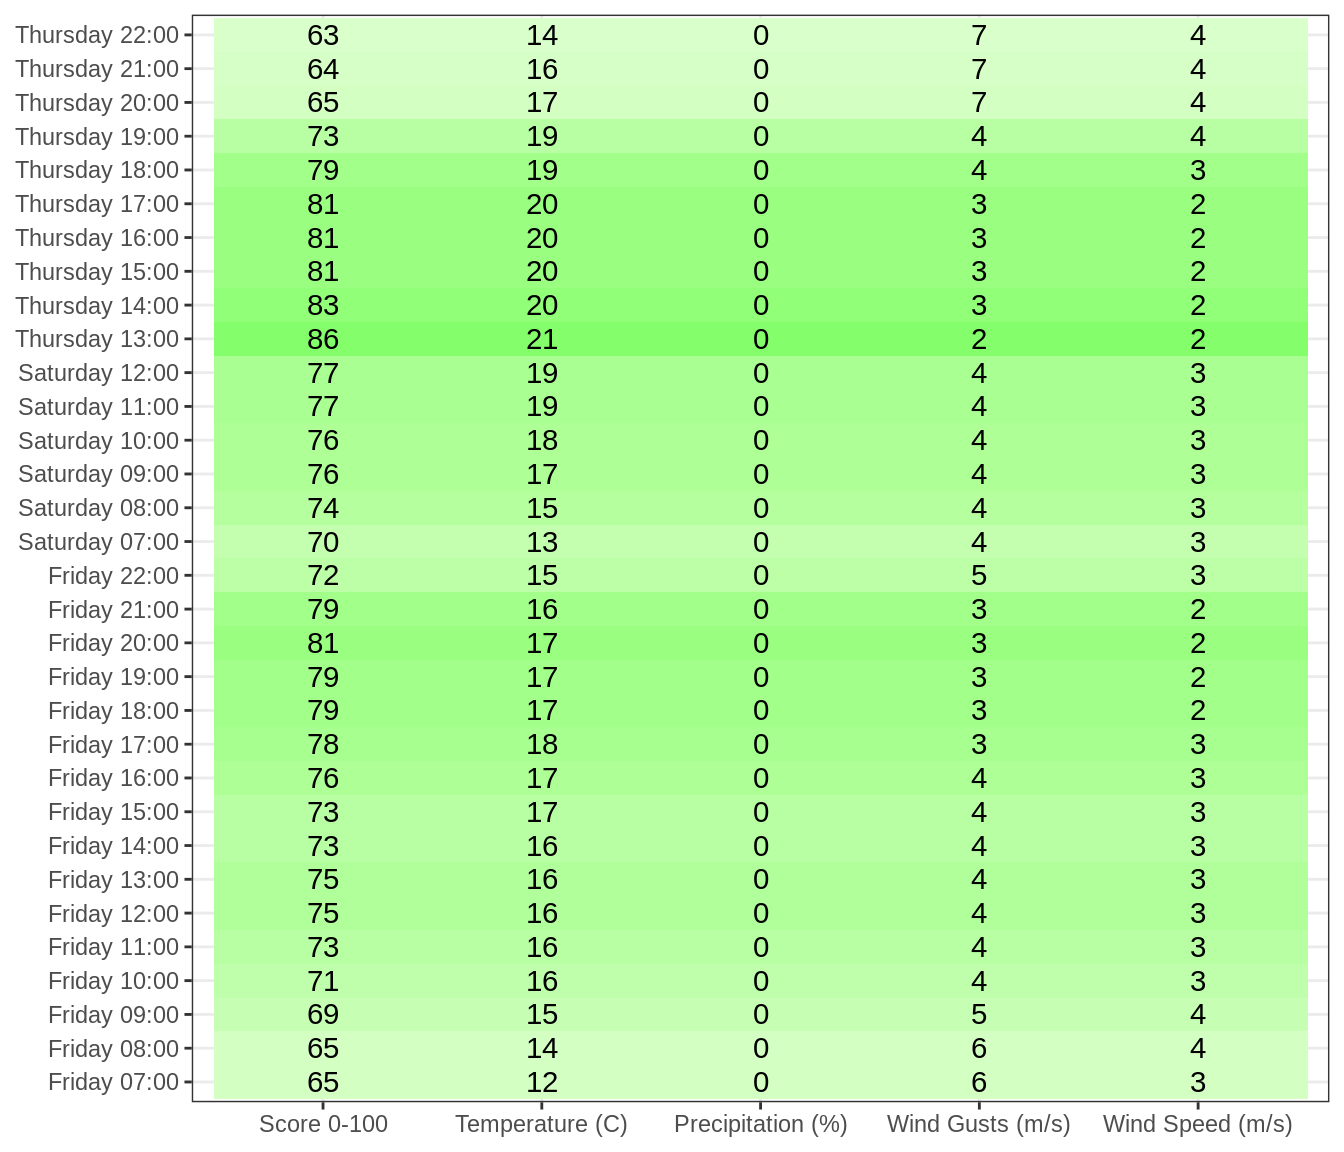 Thursday 22:00 63 14 0 7 4
Thursday 21:00 64 16 0 7 4
Thursday 20:00 65 17 0 7 4
Thursday 19:00 73 19 0 4 4
Thursday 18:00 79 19 0 4 3
Thursday 17:00 81 20 0 3 2
Thursday 16:00 81 20 0 3 2
Thursday 15:00 81 20 0 3 2
Thursday 14:00 83 20 0 3 2
Thursday 13:00 86 21 0 2 2
Saturday 12:00 77 19 0 4 3
Saturday 11:00 77 19 0 4 3
Saturday 10:00 76 18 0 4 3
Saturday 09:00 76 17 0 4 3
Saturday 08:00 74 15 0 4 3
Saturday 07:00 70 13 0 4 3
Friday 22:00 72 15 0 5 3
Friday 21:00 79 16 0 3 2
Friday 20:00 81 17 0 3 2
Friday 19:00 79 17 0 3 2
Friday 18:00 79 17 0 3 2
Friday 17:00 78 18 0 3 3
Friday 16:00 76 17 0 4 3
Friday 15:00 73 17 0 4 3
Friday 14:00 73 16 0 4 3
Friday 13:00 75 16 0 4 3
Friday 12:00 75 16 0 4 3
Friday 11:00 73 16 0 4 3
Friday 10:00 71 16 0 4 3
Friday 09:00 69 15 0 5 4
Friday 08:00 65 14 0 6 4
Friday 07:00 65 12 0 6 3
Score 0-100 Temperature (C) Precipitation (%) Wind Gusts (m/s) Wind Speed (m/s)